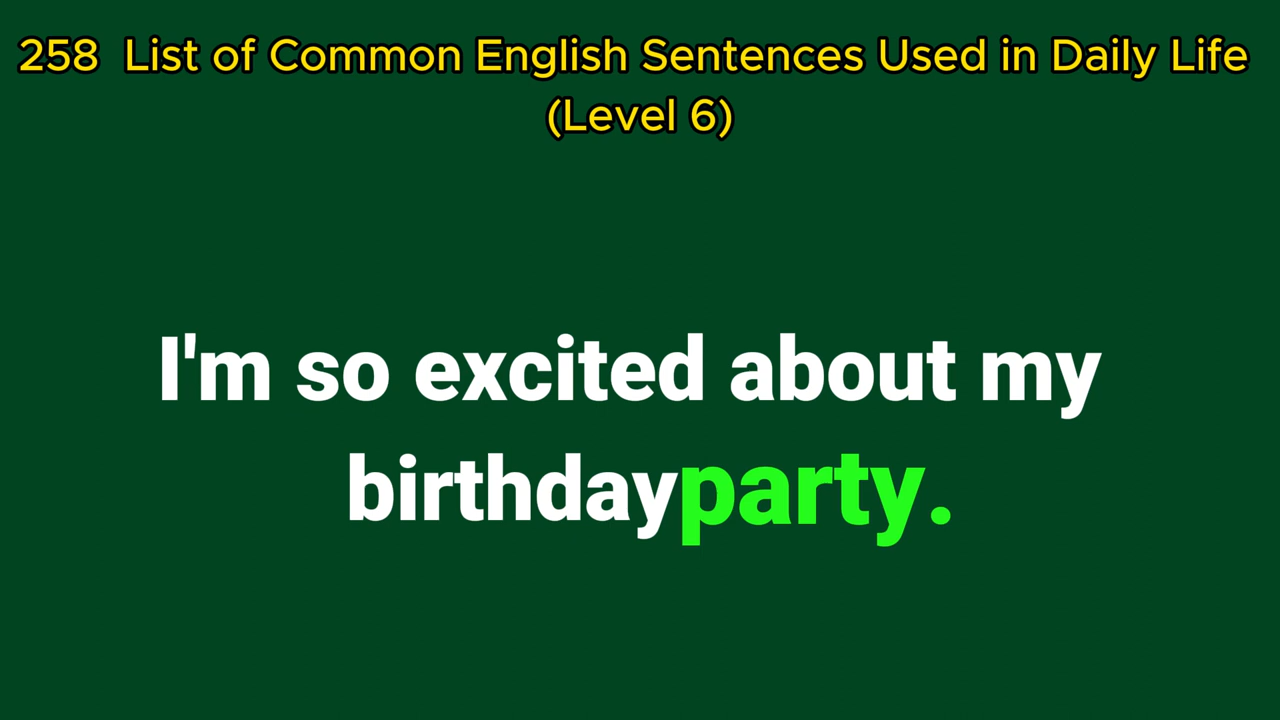 258 List of Common English Sentences Used in Daily Life
(Level 6)
I'm so excited about my
birthdayparty.